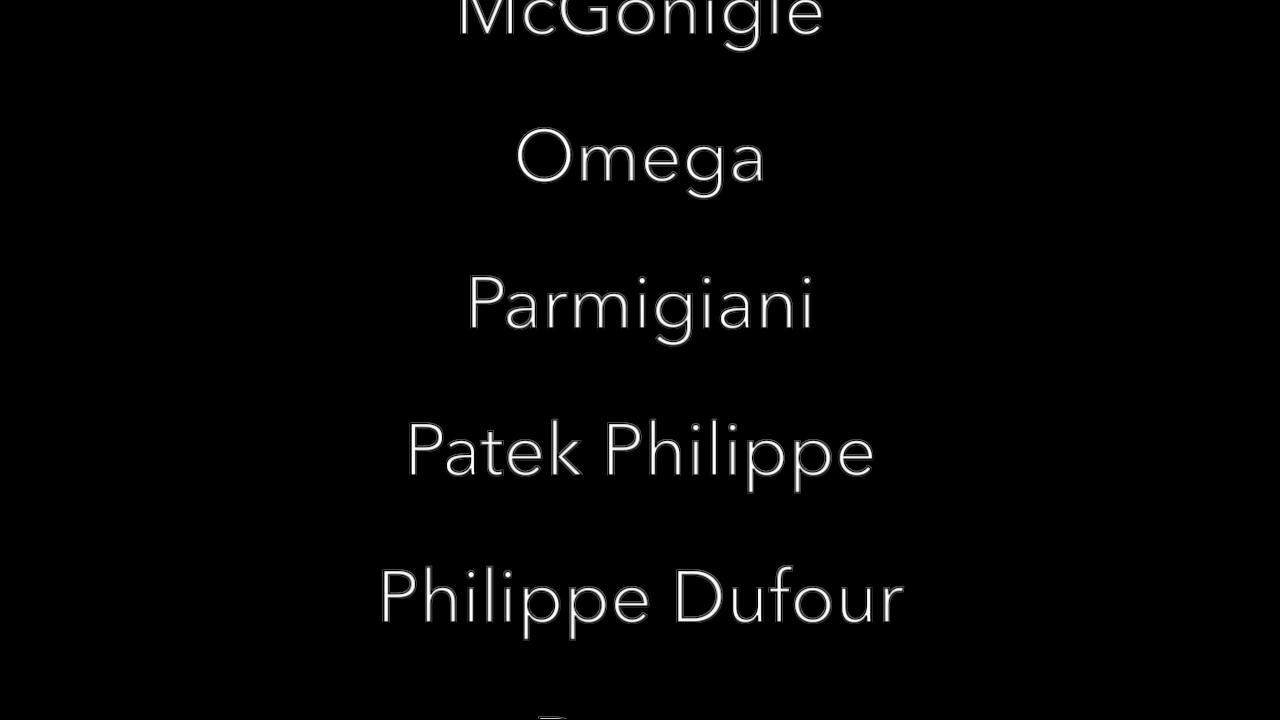 McGonigle
Omega
Parmigiani
Patek Philippe
Philippe Dufour